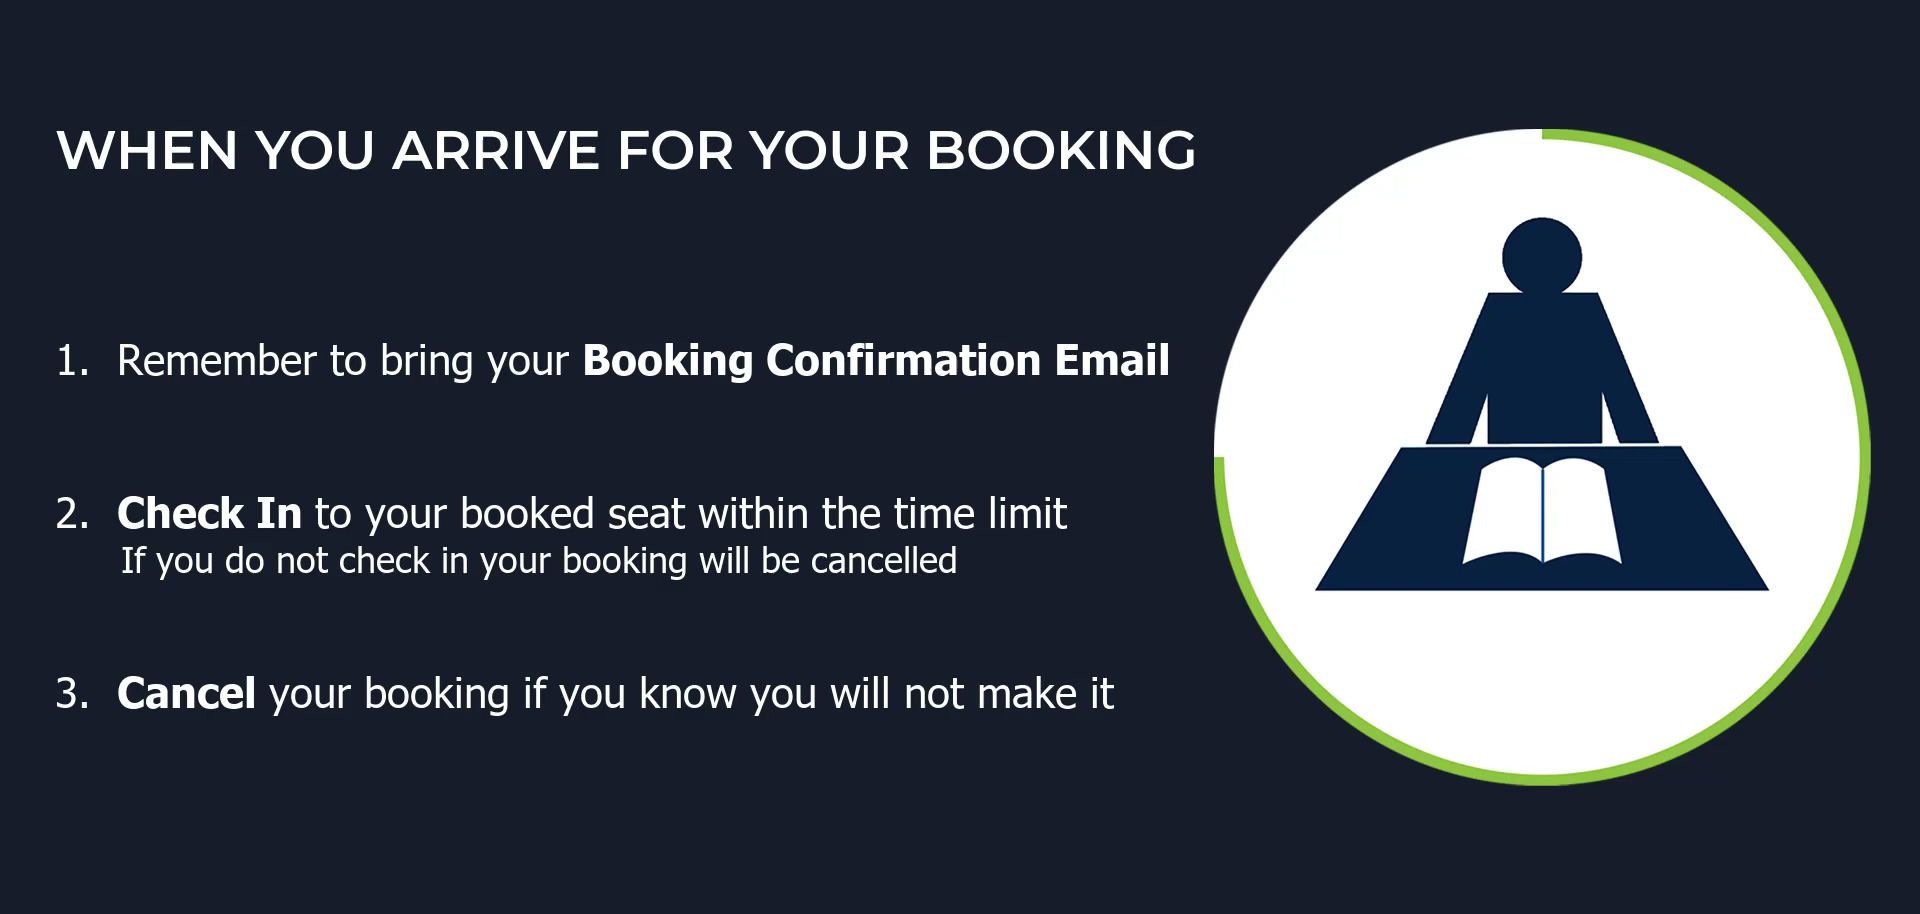 WHEN YOU ARRIVE FOR YOUR BOOKING
1. Remember to bring your Booking Confirmation Email
2. Check In to your booked seat within the time limit
If you do not check in your booking will be cancelled
3. Cancel your booking if you know you will not make it